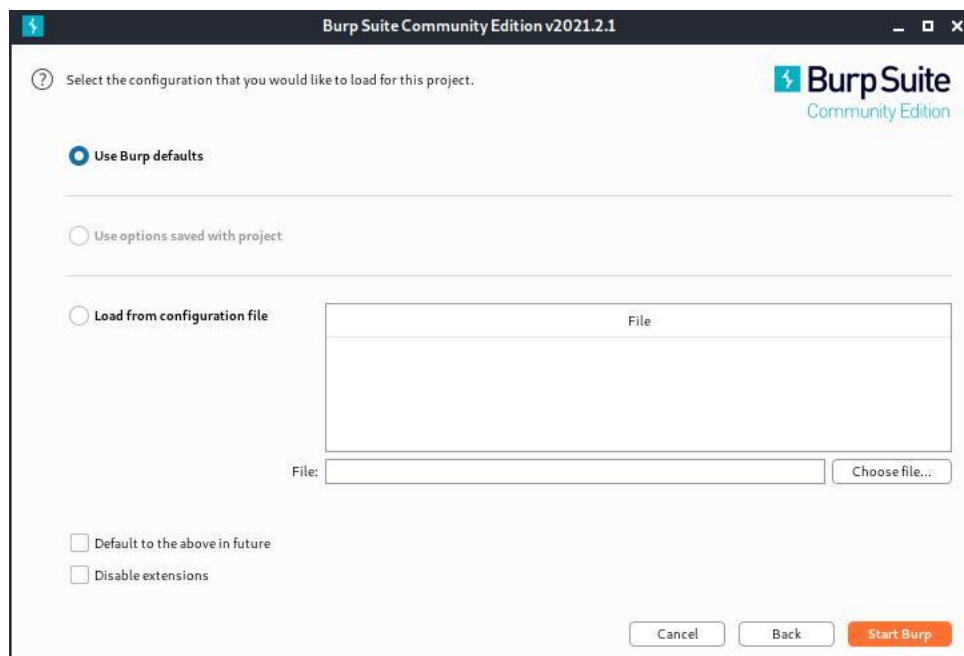 Burp Suite Community Edition v2021.2.1
? Select the configuration that you would like to load for this project.
Burp Suite
Community Edition
Use Burp defaults
Use options saved with project
Load from configuration file
File
File:
Choose file...
Default to the above in future
Disable extensions
Cancel
Back
Start Burp